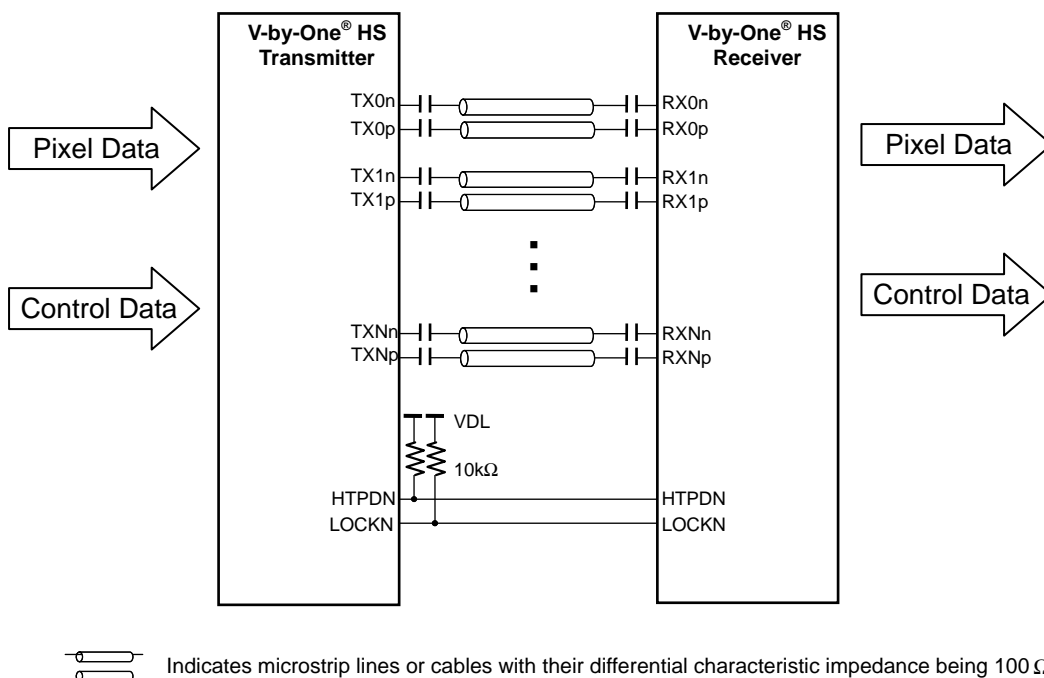 V-by-One® HS
Transmitter
V-by-One® HS
Receiver
Pixel Data
Control Data
TX0n
TX0p
TX1n
TX1p
TXNn
TXNp
RX0n
RX0p
RX1n
RX1p
RXNn
RXNp
VDL
10kΩ
HTPDN
LOCKN
HTPDN
LOCKN
Pixel Data
Control Data
Indicates microstrip lines or cables with their differential characteristic impedance being 100Ω